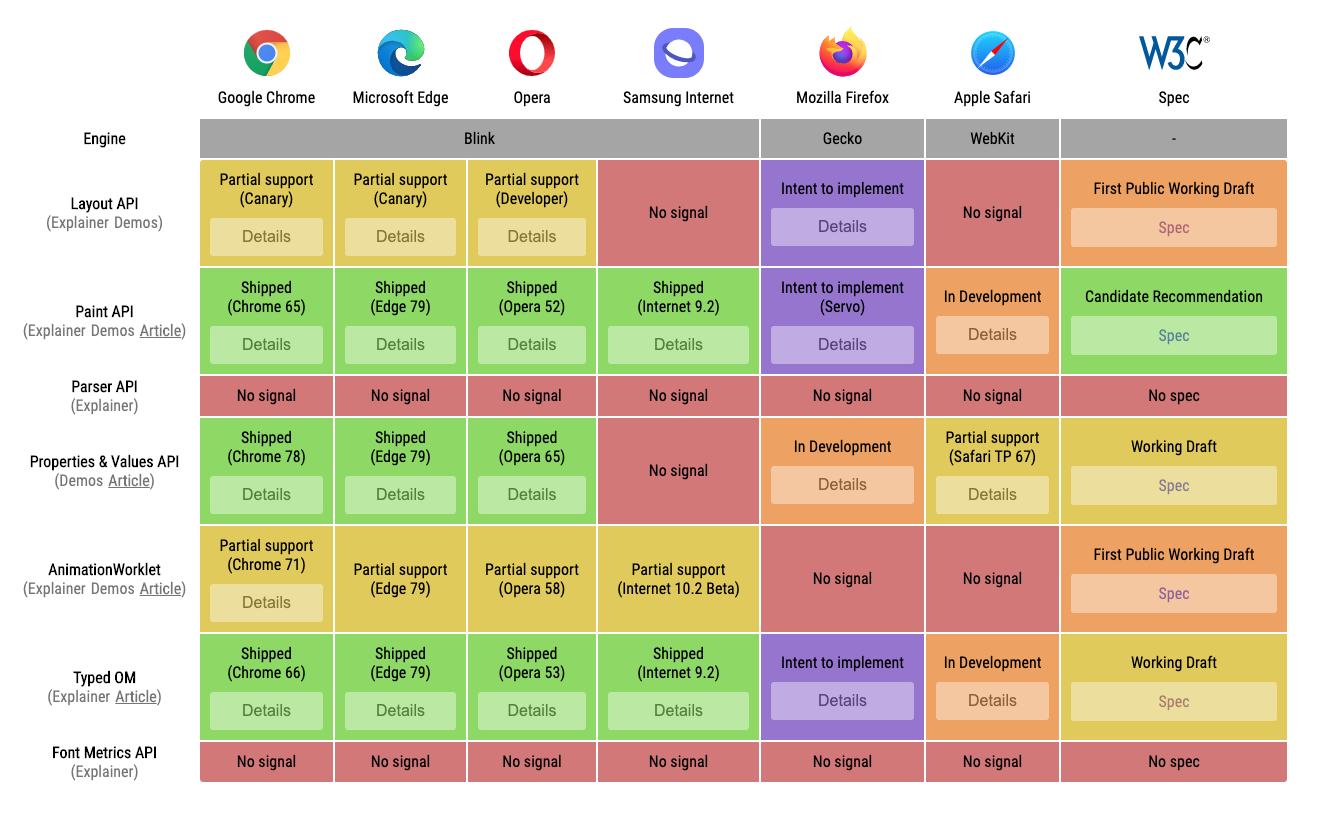 W3C®
Google Chrome Microsoft Edge Opera Samsung Internet Mozilla Firefox Apple Safari Spec
Engine Blink Gecko WebKit -
Layout API
(Explainer Demos)
Partial support
(Canary)
Details
Partial support
(Canary)
Details
Partial support
(Developer)
Details
No signal
Intent to implement
Details
No signal
First Public Working Draft
Spec
Paint API
(Explainer Demos Article)
Shipped
(Chrome 65)
Details
Shipped
(Edge 79)
Details
Shipped
(Opera 52)
Details
Shipped
(Internet 9.2)
Details
Intent to implement
(Servo)
Details
In Development
Details
Candidate Recommendation
Spec
Parser API
(Explainer)
No signal
No signal
No signal
No signal
No signal
No signal
No spec
Properties & Values API
(Demos Article)
Shipped
(Chrome 78)
Details
Shipped
(Edge 79)
Details
Shipped
(Opera 65)
Details
No signal
In Development
Details
Partial support
(Safari TP 67)
Details
Working Draft
Spec
AnimationWorklet
(Explainer Demos Article)
Partial support
(Chrome 71)
Details
Partial support
(Edge 79)
Partial support
(Opera 58)
Partial support
(Internet 10.2 Beta)
No signal
No signal
First Public Working Draft
Spec
Typed OM
(Explainer Article)
Shipped
(Chrome 66)
Details
Shipped
(Edge 79)
Details
Shipped
(Opera 53)
Details
Shipped
(Internet 9.2)
Details
Intent to implement
Details
In Development
Details
Working Draft
Spec
Font Metrics API
(Explainer)
No signal
No signal
No signal
No signal
No signal
No signal
No spec